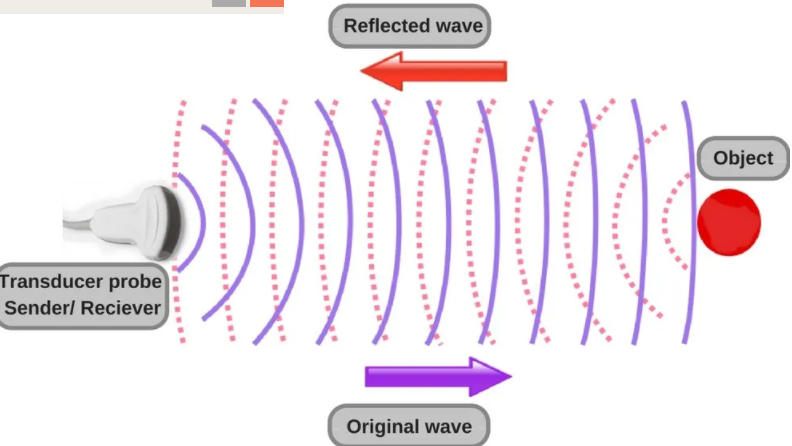 Reflected wave
Object
Transducer probe
Sender/ Reciever
Original wave